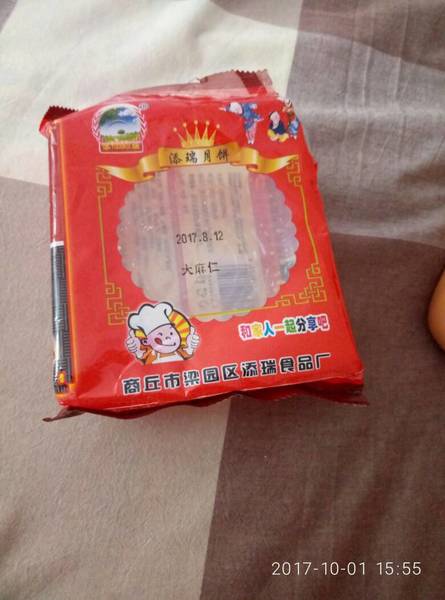 添瑞月饼
2017.8.12
大麻仁
和家人一起分享吧
商丘市梁园区添瑞食品厂
2017-10-01 15:55